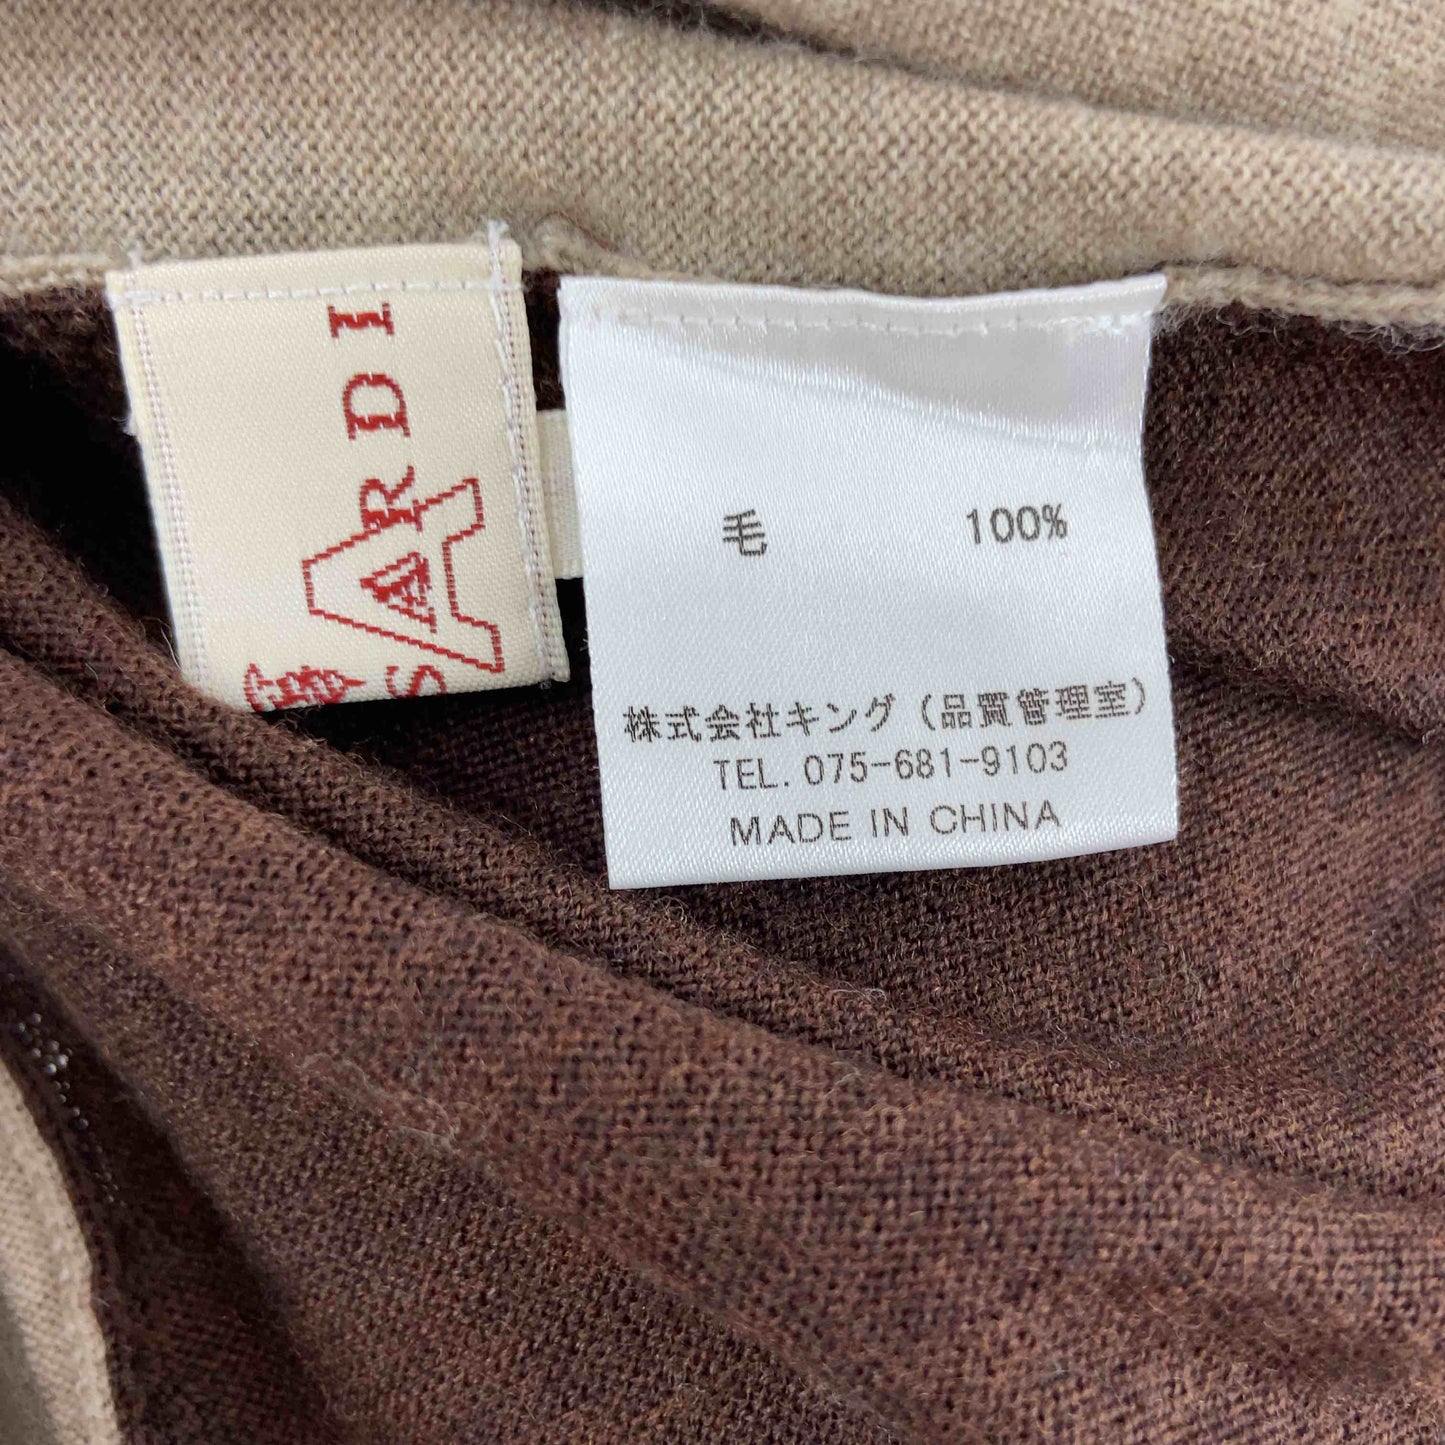 SARDI
A
毛 100%
株式会社キング(品質管理室)
TEL. 075-681-9103
MADE IN CHINA